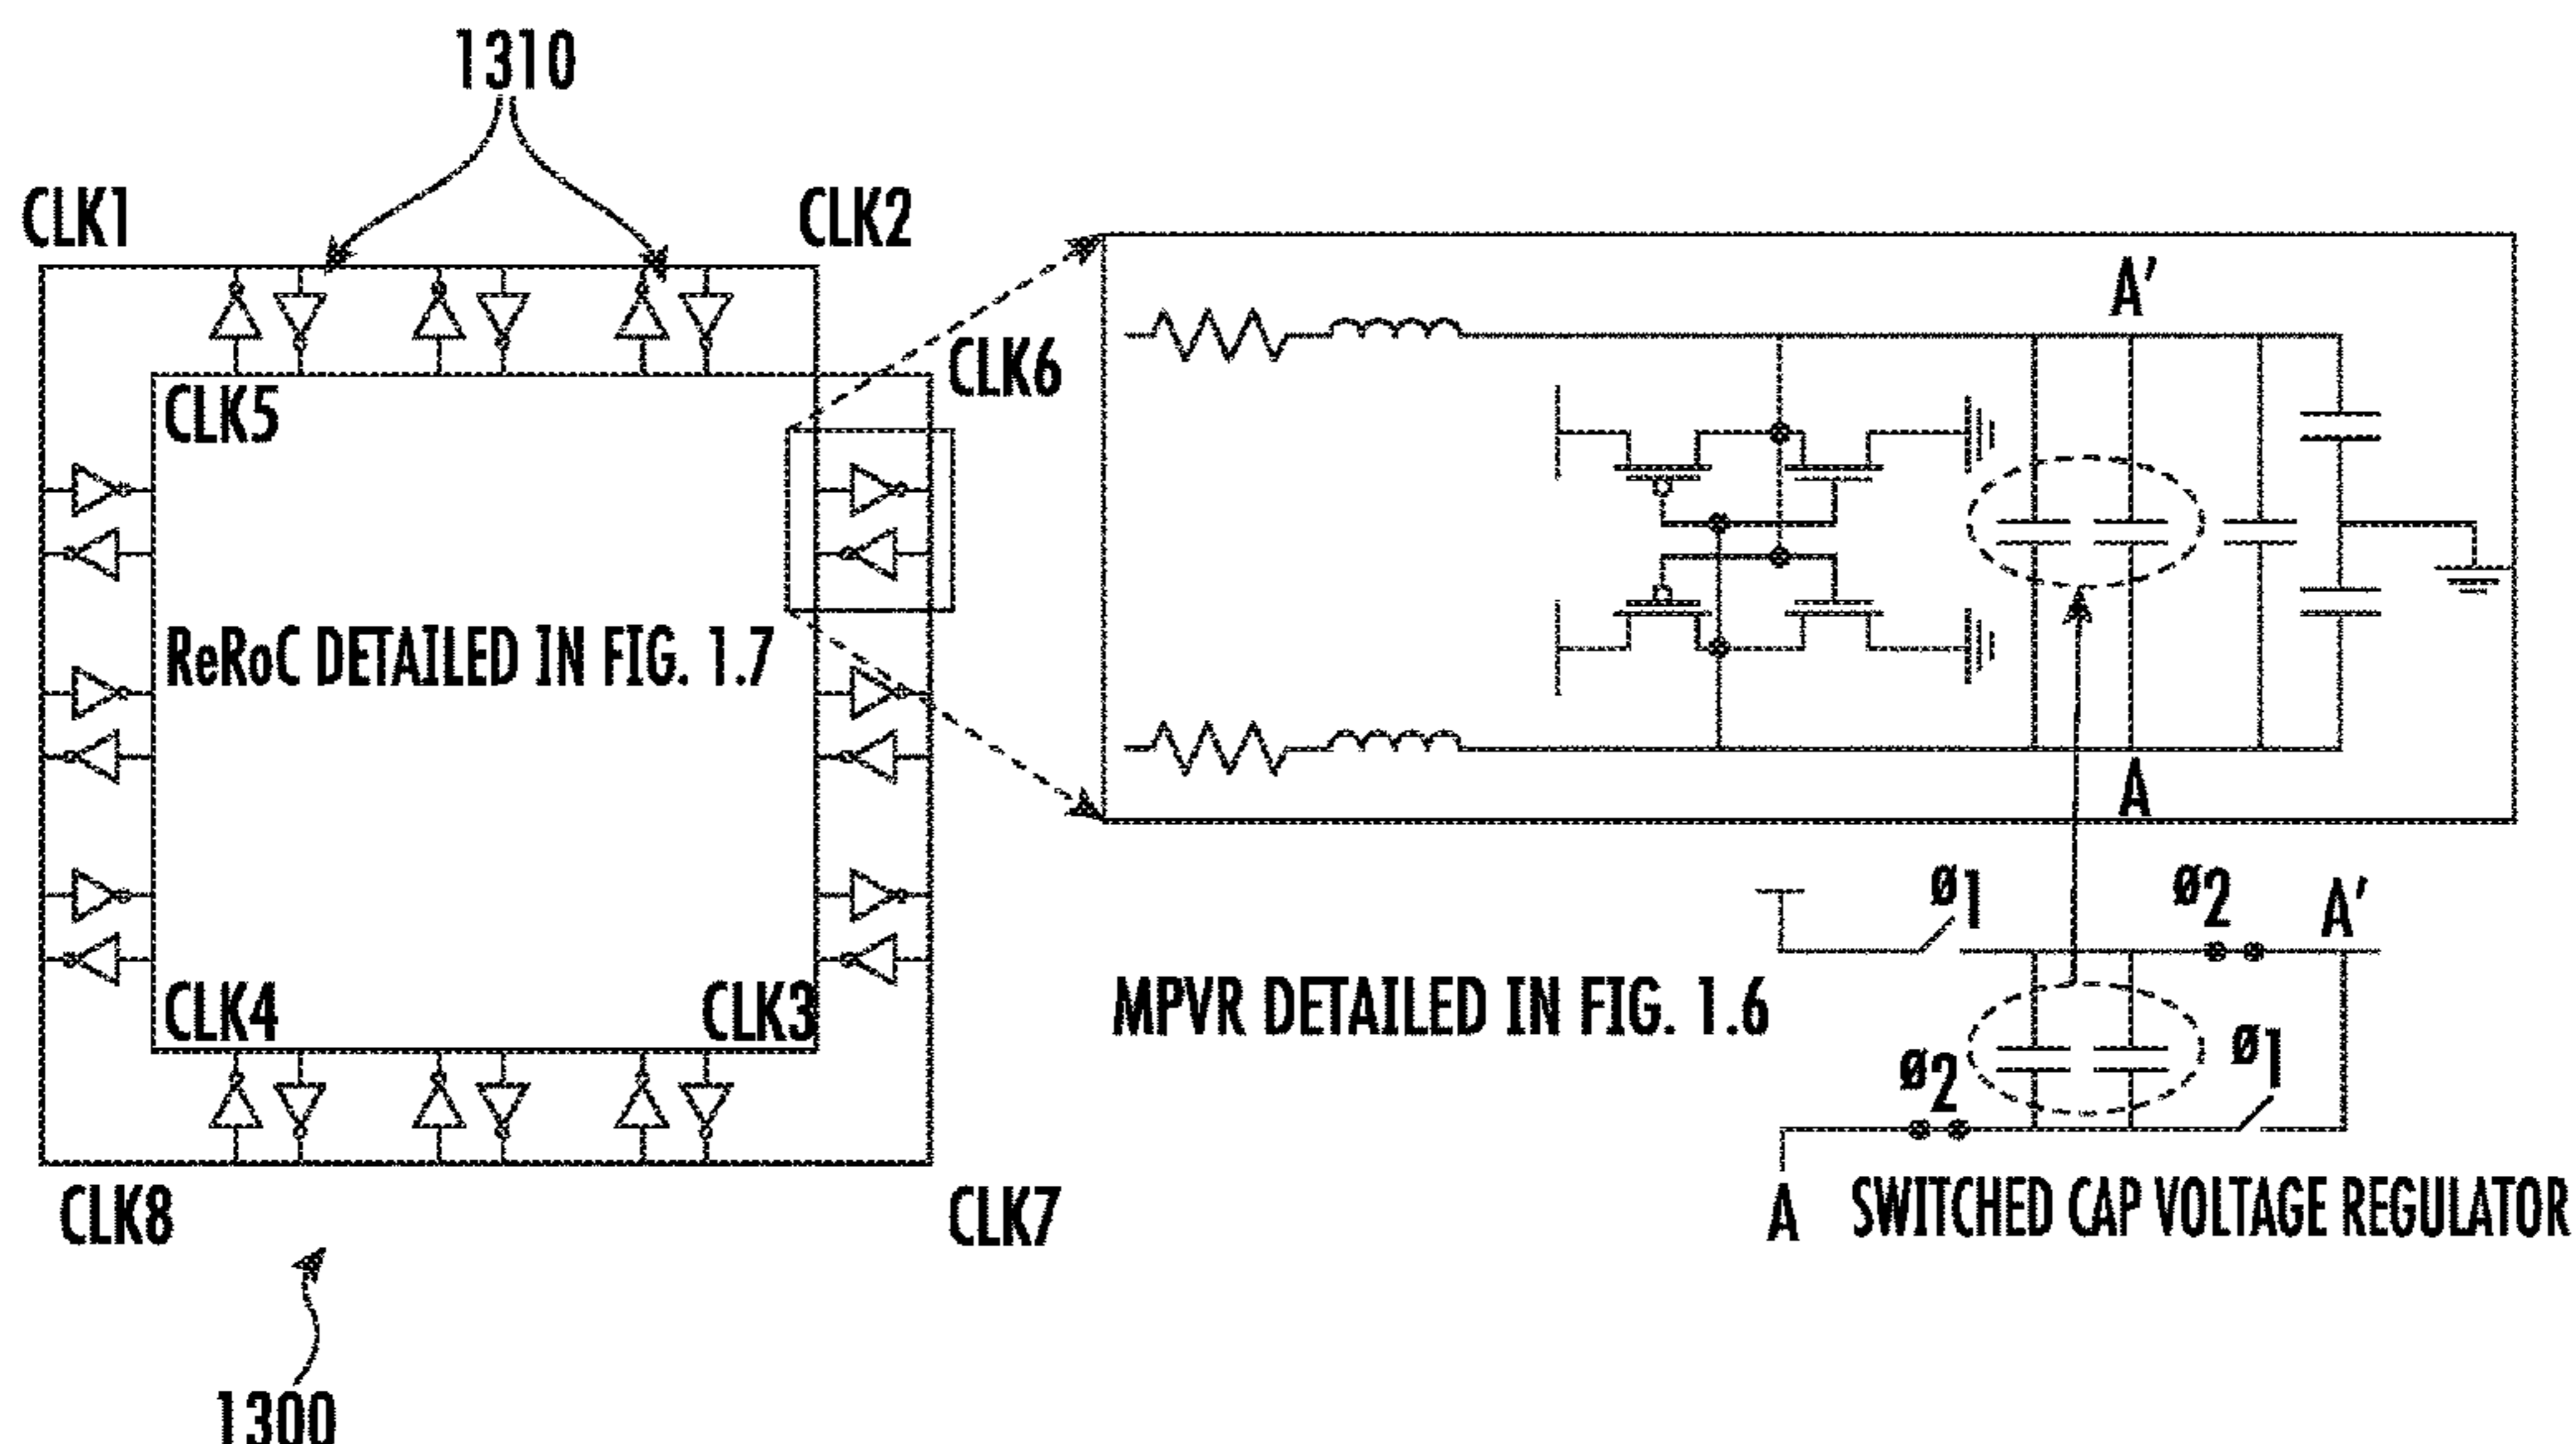 1310
CLK1
CLK2
A'
CLK6
CLK5
ReRoC DETAILED IN FIG. 1.7
A
ø1
ø2
A'
MPVR DETAILED IN FIG. 1.6
CLK4
CLK3
ø2
ø1
CLK8
CLK7
A
SWITCHED CAP VOLTAGE REGULATOR
1300